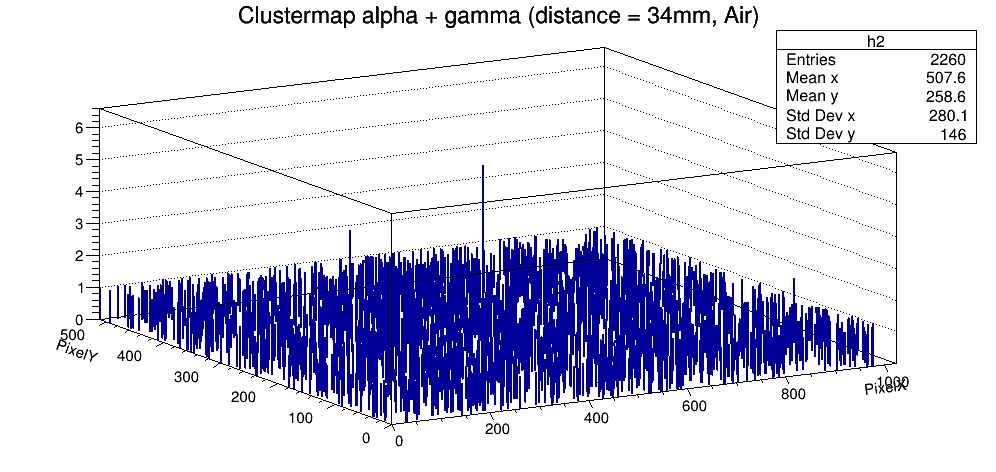 Clustermap alpha + gamma (distance = 34mm, Air)
h2
Entries 2260
Mean x 507.6
Mean y 258.6
Std Dev x 280.1
Std Dev y 146
6
5
4
3
2
1
0
500
PixelY
400
300
200
100
0
0
200
400
600
800
1000
PixelX